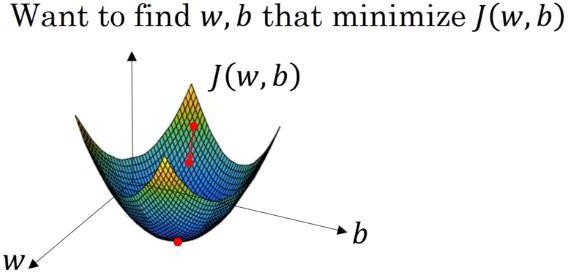 Want to find w, b that minimize J(w, b)
J(w, b)
b
w